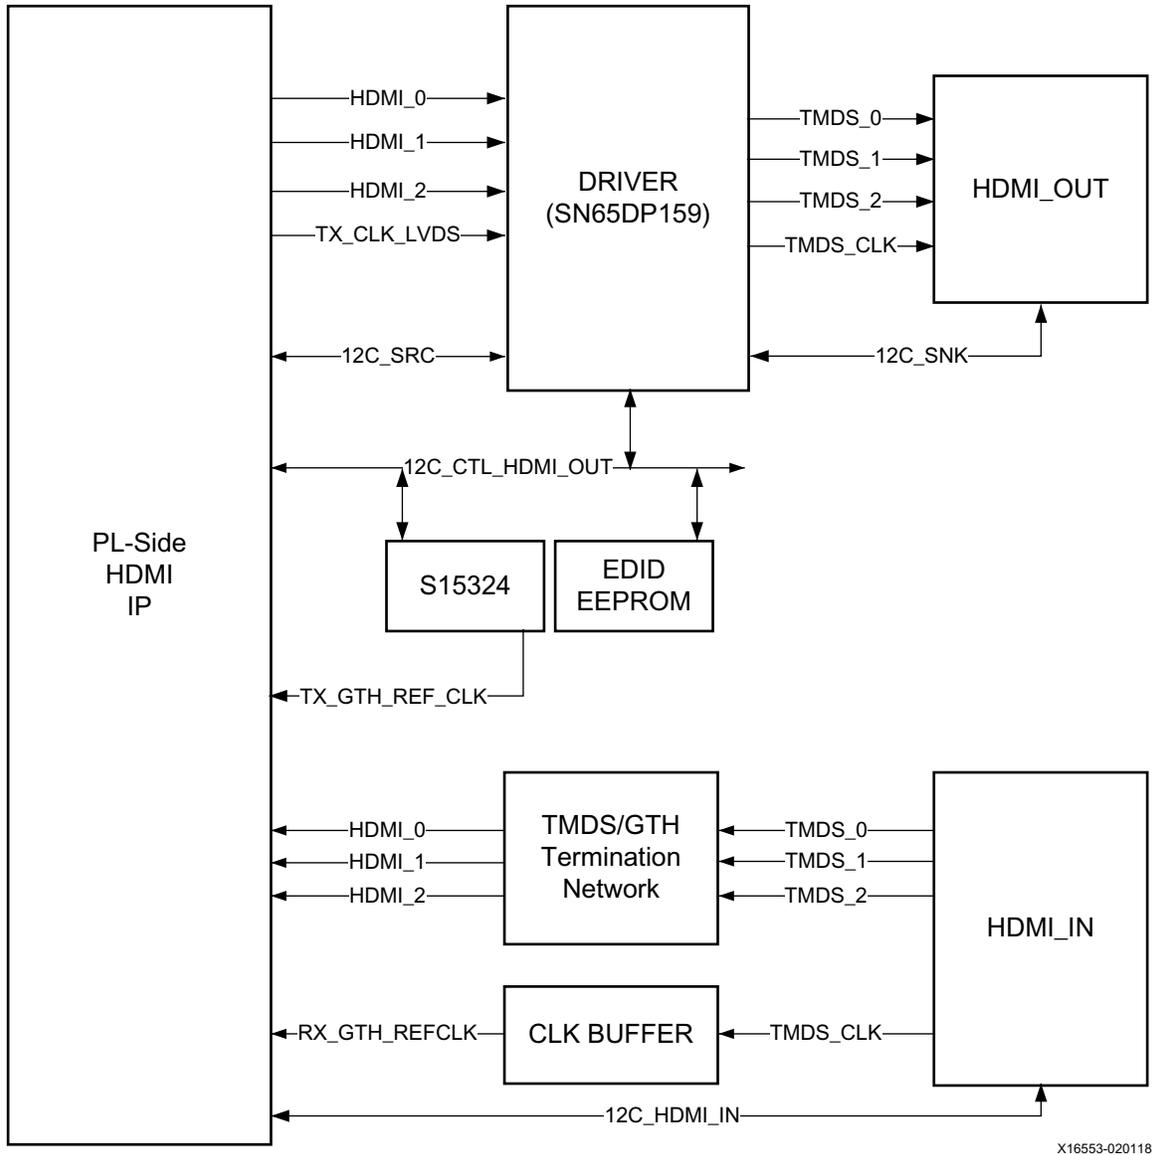 HDMI_0
HDMI_1
HDMI_2
TX_CLK_LVDS
DRIVER
(SN65DP159)
TMDS_0
TMDS_1
TMDS_2
TMDS_CLK
HDMI_OUT
12C_SRC
12C_SNK
12C_CTL_HDMI_OUT
PL-Side
HDMI
IP
S15324
EDID
EEPROM
TX_GTH_REF_CLK
HDMI_0
HDMI_1
HDMI_2
TMDS/GTH
Termination
Network
TMDS_0
TMDS_1
TMDS_2
HDMI_IN
RX_GTH_REFCLK
CLK BUFFER
TMDS_CLK
12C_HDMI_IN
X16553-020118